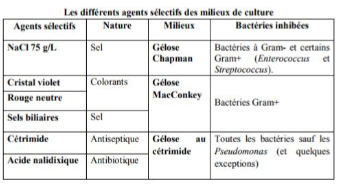 Les différents agents sélectifs des milieux de culture
Agents sélectifs Nature Milieux Bactéries inhibées
NaCl 75 g/L Sel Gélose Chapman Bactéries à Gram- et certains Gram+ (Enterococcus et Streptococcus).
Cristal violet Colorants Gélose MacConkey Bactéries Gram+
Rouge neutre
Sels biliaires Sel
Cétrimide Antiseptique Gélose au cétrimide Toutes les bactéries sauf les Pseudomonas (et quelques exceptions)
Acide nalidixique Antibiotique